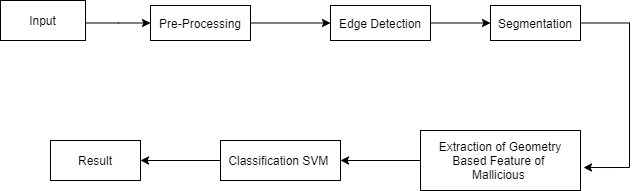 Input
Pre-Processing
Edge Detection
Segmentation
Extraction of Geometry
Based Feature of
Mallicious
Classification SVM
Result